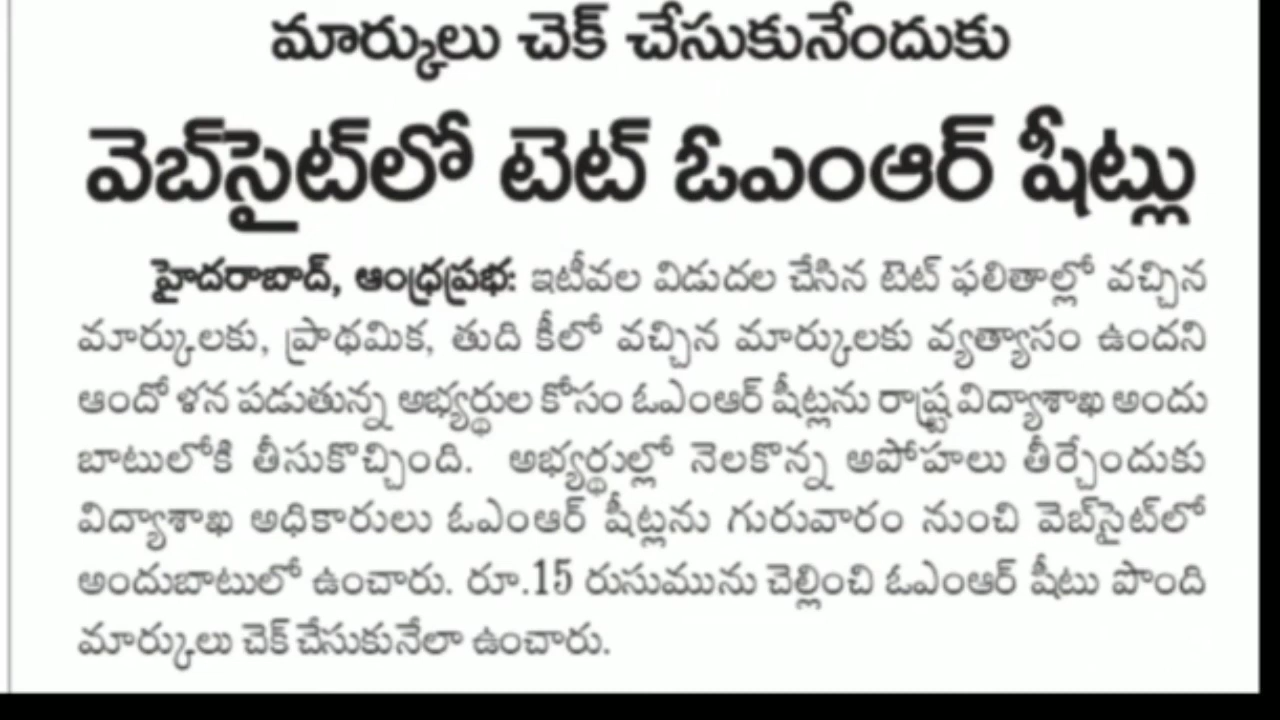 మార్కులు చెక్ చేసుకునేందుకు
వెబ్‌సైట్‌లో టెట్ ఓఎంఆర్ షీట్లు
హైదరాబాద్, ఆంధ్రప్రభ: ఇటీవల విడుదల చేసిన టెట్ ఫలితాల్లో వచ్చిన
మార్కులకు, ప్రాథమిక, తుది కీలో వచ్చిన మార్కులకు వ్యత్యాసం ఉందని
ఆందో ళన పడుతున్న అభ్యర్థుల కోసం ఓఎంఆర్ షీట్లను రాష్ట్ర విద్యాశాఖ అందు
బాటులోకి తీసుకొచ్చింది. అభ్యర్థుల్లో నెలకొన్న అపోహలు తీర్చేందుకు
విద్యాశాఖ అధికారులు ఓఎంఆర్ షీట్లను గురువారం నుంచి వెబ్‌సైట్‌లో
అందుబాటులో ఉంచారు. రూ.15 రుసుమును చెల్లించి ఓఎంఆర్ షీటు పొంది
మార్కులు చెక్ చేసుకునేలా ఉంచారు.